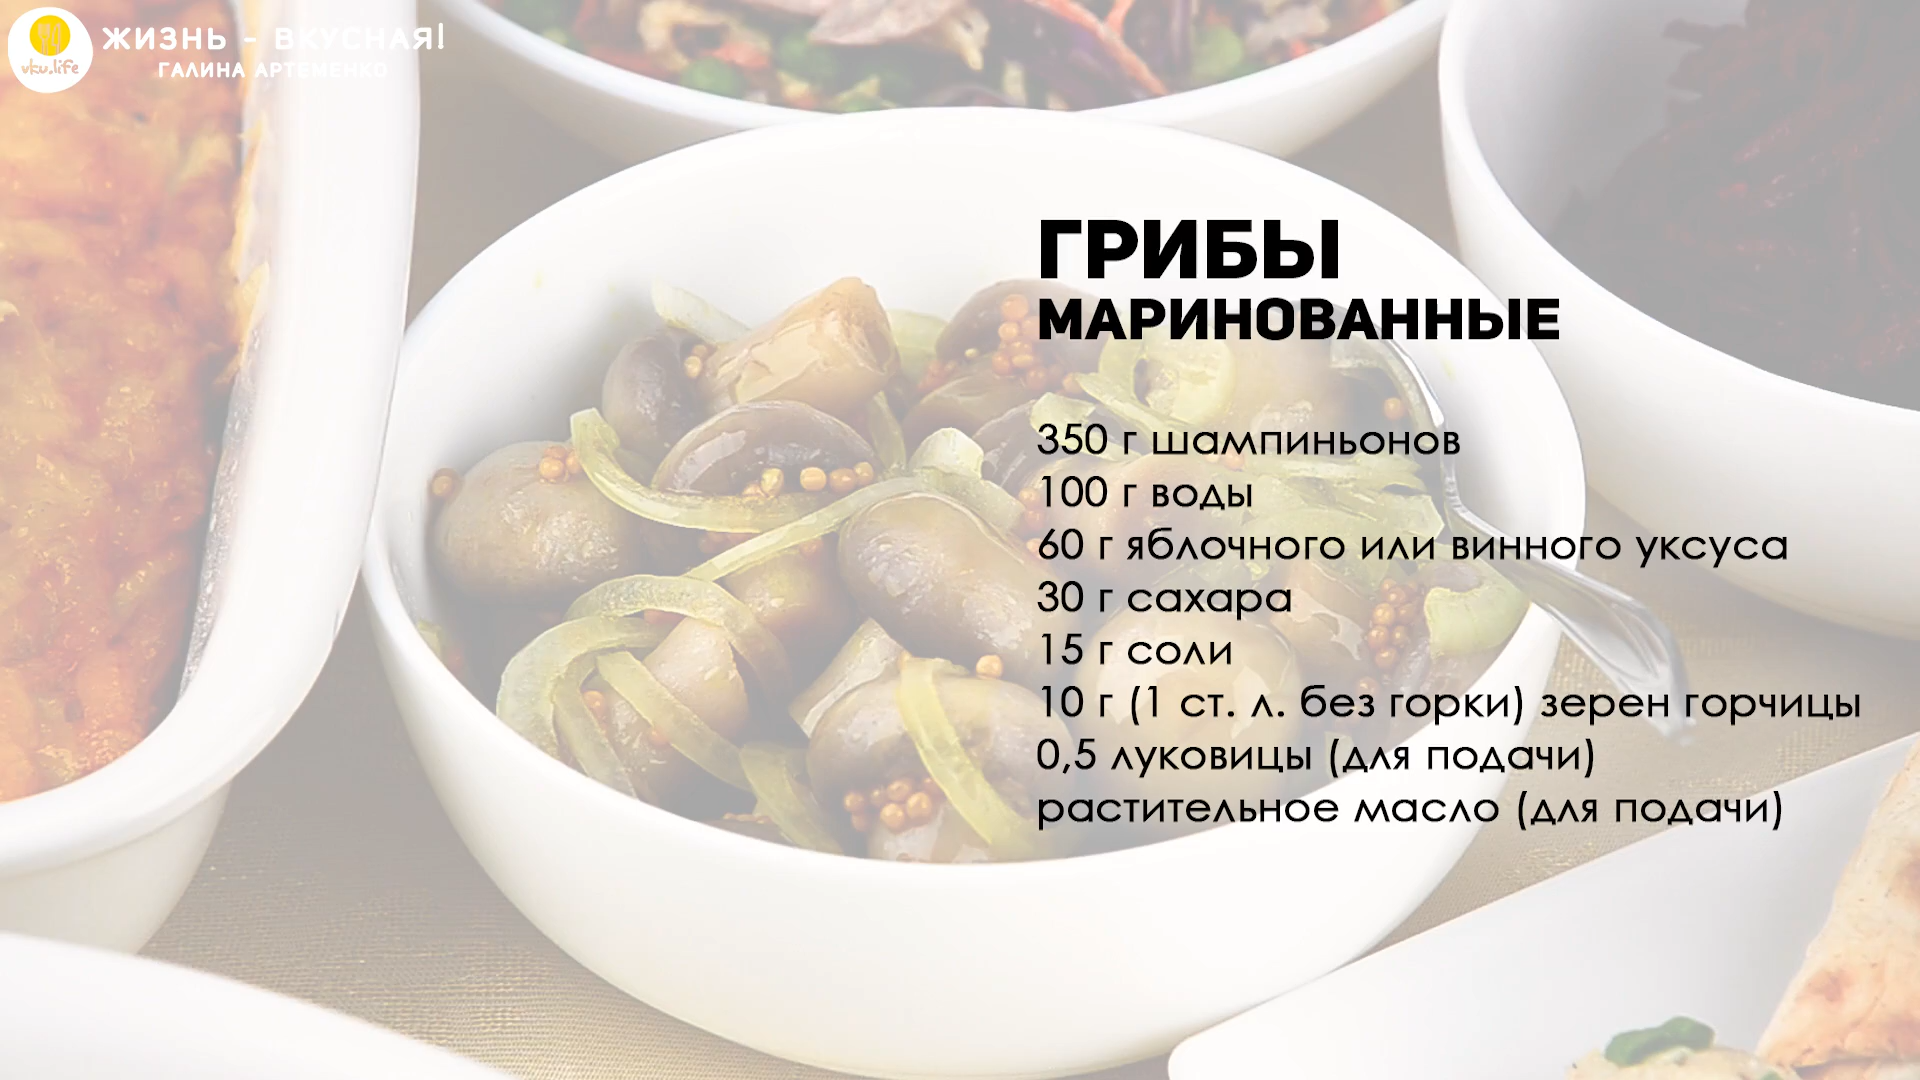 vku.life
ЖИЗНЬ - ВКУСНАЯ!
ГАЛИНА АРТЕМЕНКО
ГРИБЫ
МАРИНОВАННЫЕ
350 г шампиньонов
100 г воды
60 г яблочного или винного уксуса
30 г сахара
15 г соли
10 г (1 ст. л. без горки) зерен горчицы
0,5 луковицы (для подачи)
растительное масло (для подачи)